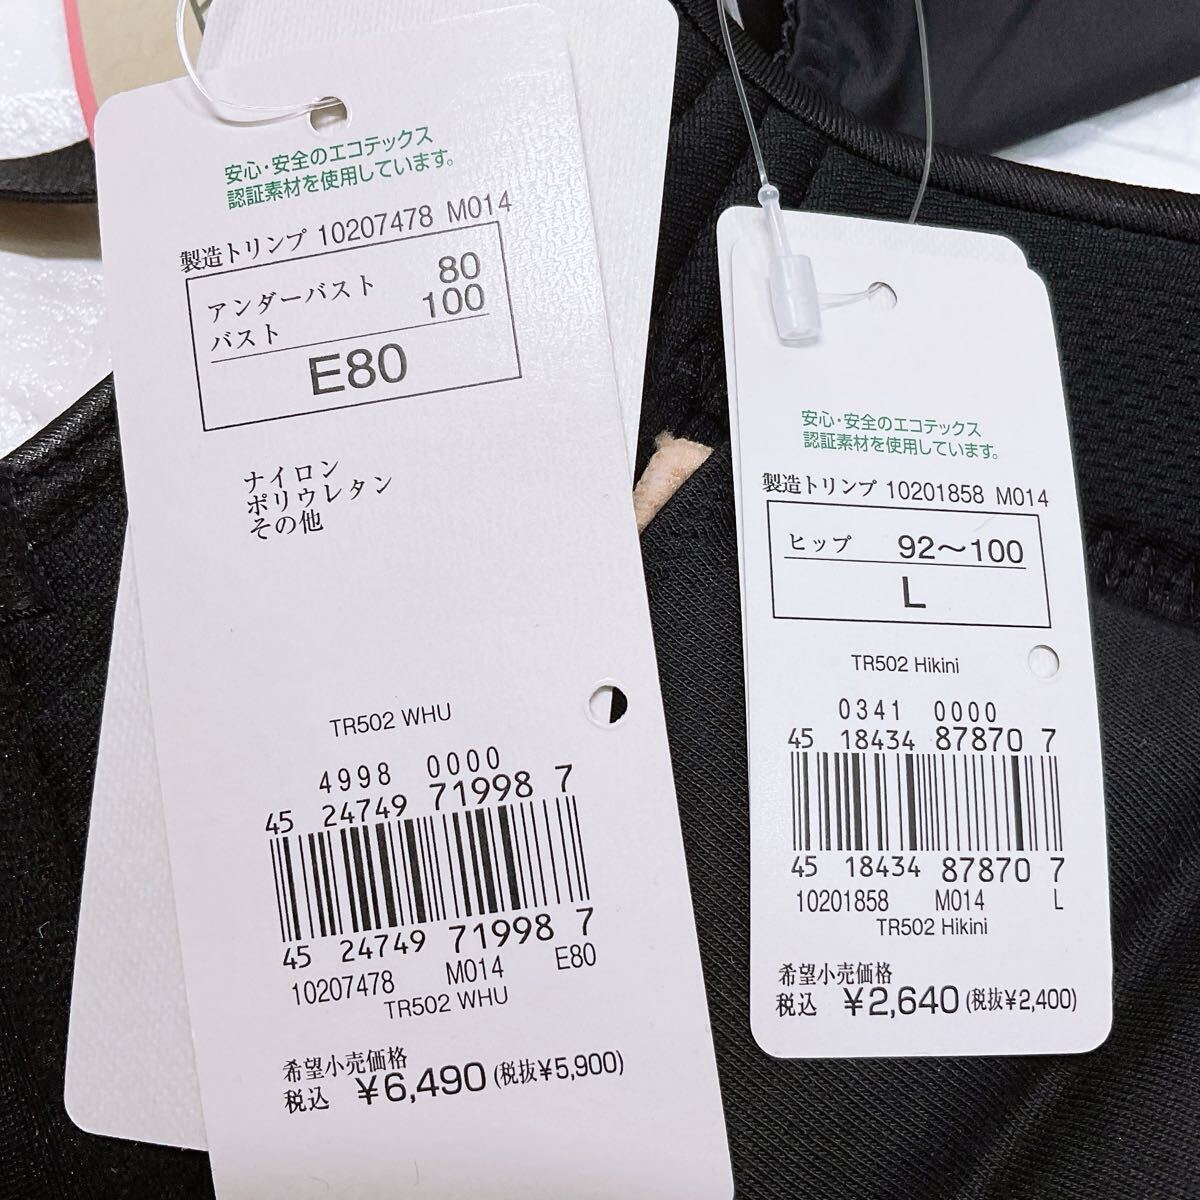 安心・安全のエコテックス
認証素材を使用しています。
製造トリンプ 10207478 M014
アンダーバスト 80
バスト 100
E80
ナイロン
ポリウレタン
その他
TR502 WHU
4998 0000
45 24749 71998 7
45 24749 71998 7
10207478 M014 E80
TR502 WHU
希望小売価格
税込 ¥6,490 (税抜¥5,900)
安心・安全のエコテックス
認証素材を使用しています。
製造トリンプ 10201858 M014
ヒップ 92〜100
L
TR502 Hikini
0341 0000
45 18434 87870 7
45 18434 87870 7
10201858 M014 L
TR502 Hikini
希望小売価格
税込 ¥2,640 (税抜¥2,400)